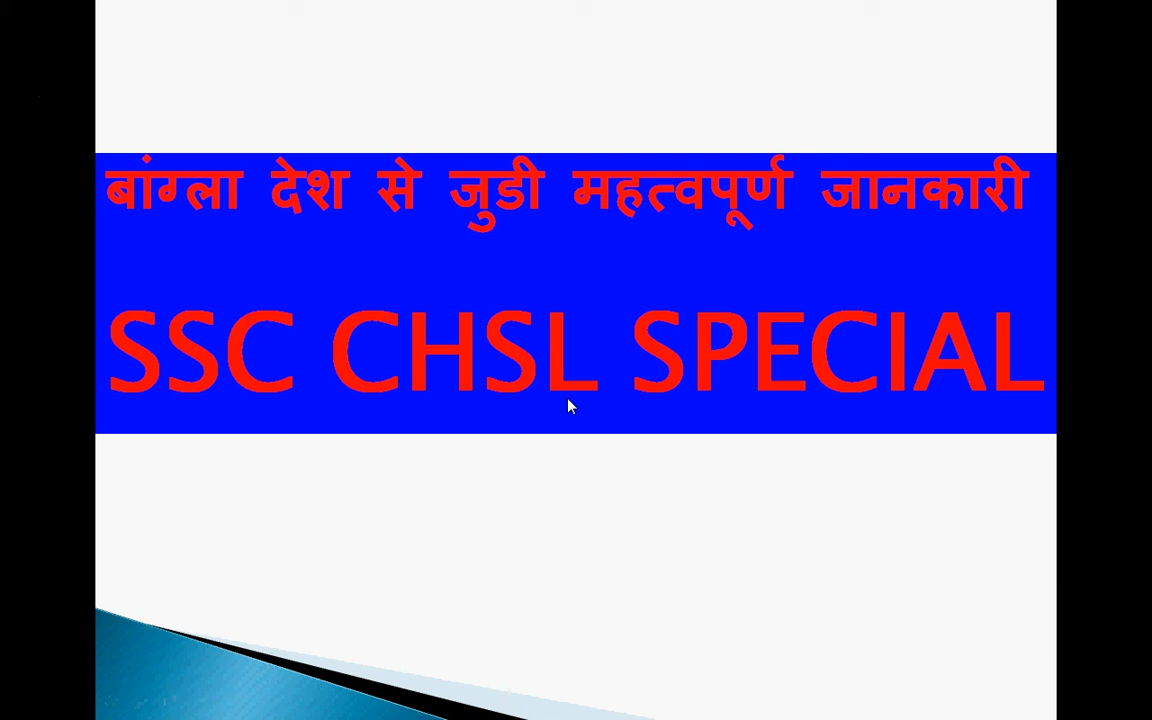 बांग्ला देश से जुडी महत्वपूर्ण जानकारी
SSC CHSL SPECIAL